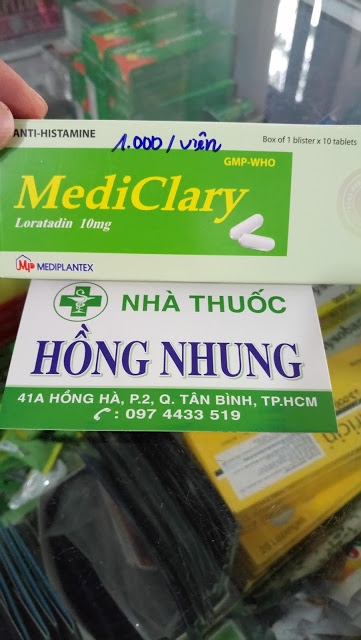 ANTI-HISTAMINE
1.000/viên
Box of 1 blister x 10 tablets
GMP-WHO
MediClary
Loratadin 10mg
MEDIPLANTEX
NHÀ THUỐC
HỒNG NHUNG
41A HỒNG HÀ, P.2, Q. TÂN BÌNH, TP.HCM
: 097 4433 519